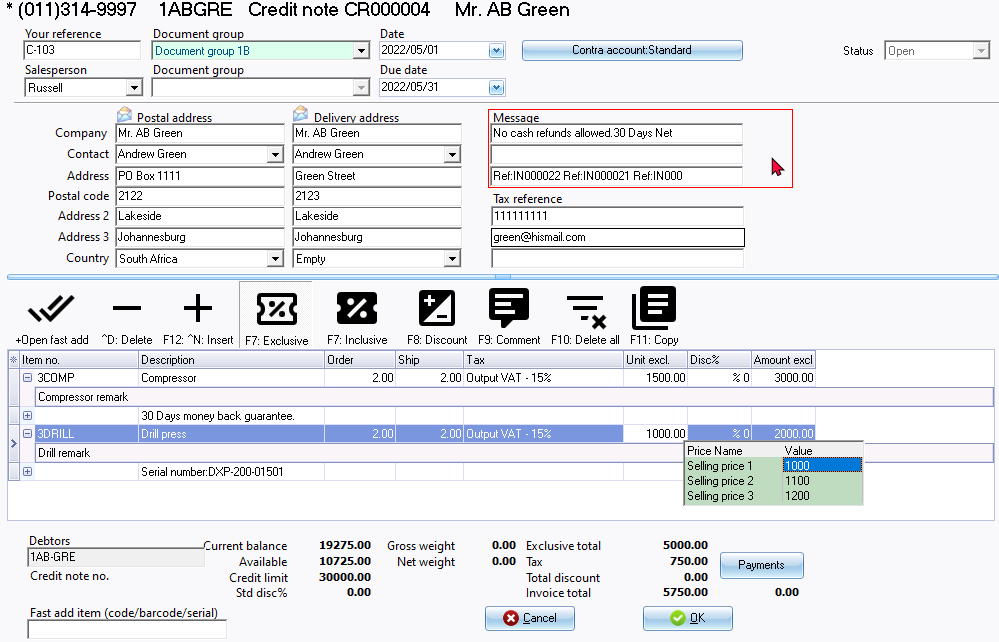 * (011)314-9997 1ABGRE Credit note CR000004 Mr. AB Green
Your reference Document group Date
C-103 Document group 1B 2022/05/01 Contra account:Standard Status Open
Salesperson Document group Due date
Russell 2022/05/31
Postal address Delivery address Message
Company Mr. AB Green Mr. AB Green No cash refunds allowed.30 Days Net
Contact Andrew Green Andrew Green
Address PO Box 1111 Green Street Ref:IN000022 Ref:IN000021 Ref:IN000
Postal code 2122 2123 Tax reference
Address 2 Lakeside Lakeside 111111111
Address 3 Johannesburg Johannesburg green@hismail.com
Country South Africa Empty
+Open fast add ^D: Delete F12: ^N: Insert F7: Exclusive F7: Inclusive F8: Discount F9: Comment F10: Delete all F11: Copy
Item no. Description Order Ship Tax Unit excl. Disc% Amount excl
3COMP Compressor 2.00 2.00 Output VAT - 15% 1500.00 % 0 3000.00
Compressor remark
30 Days money back guarantee.
3DRILL Drill press 2.00 2.00 Output VAT - 15% 1000.00 % 0 2000.00
Drill remark
Price Name Value
Selling price 1 1000
Serial number:DXP-200-01501
Selling price 2 1100
Selling price 3 1200
Debtors
1AB-GRE
Credit note no.
Current balance 19275.00 Gross weight 0.00 Exclusive total 5000.00
Available 10725.00 Net weight 0.00 Tax 750.00 Payments
Credit limit 30000.00 Total discount 0.00
Std disc% 0.00 Invoice total 5750.00 0.00
Fast add item (code/barcode/serial)
Cancel OK